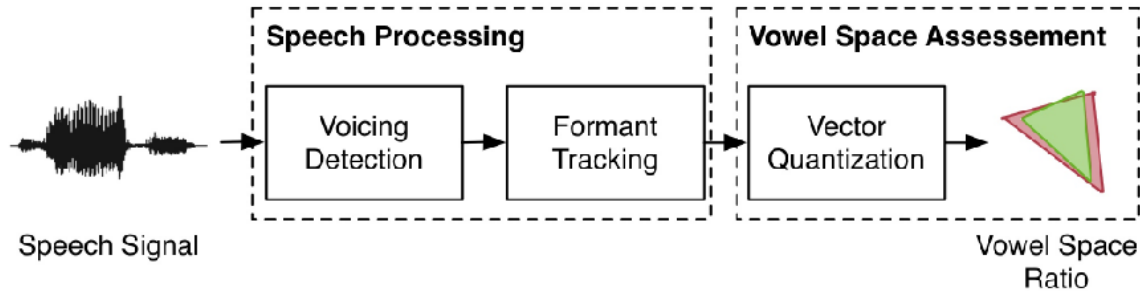 Speech Processing
Vowel Space Assessement
Voicing
Detection
Formant
Tracking
Vector
Quantization
Speech Signal
Vowel Space
Ratio